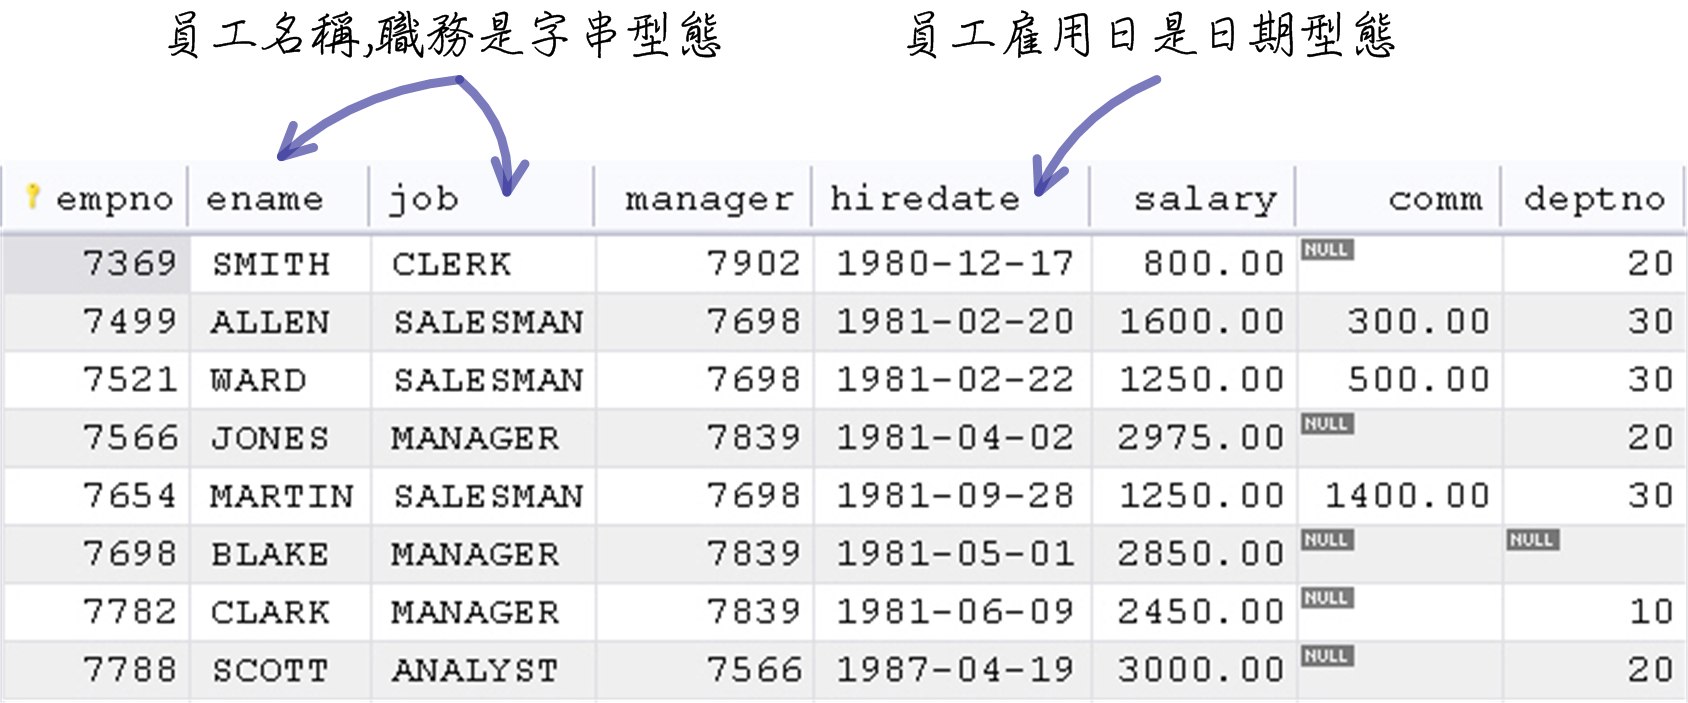 員工名稱,職務是字串型態 員工雇用日是日期型態
empno ename job manager hiredate salary comm deptno
7369 SMITH CLERK 7902 1980-12-17 800.00 NULL 20
7499 ALLEN SALESMAN 7698 1981-02-20 1600.00 300.00 30
7521 WARD SALESMAN 7698 1981-02-22 1250.00 500.00 30
7566 JONES MANAGER 7839 1981-04-02 2975.00 NULL 20
7654 MARTIN SALESMAN 7698 1981-09-28 1250.00 1400.00 30
7698 BLAKE MANAGER 7839 1981-05-01 2850.00 NULL NULL
7782 CLARK MANAGER 7839 1981-06-09 2450.00 NULL 10
7788 SCOTT ANALYST 7566 1987-04-19 3000.00 NULL 20